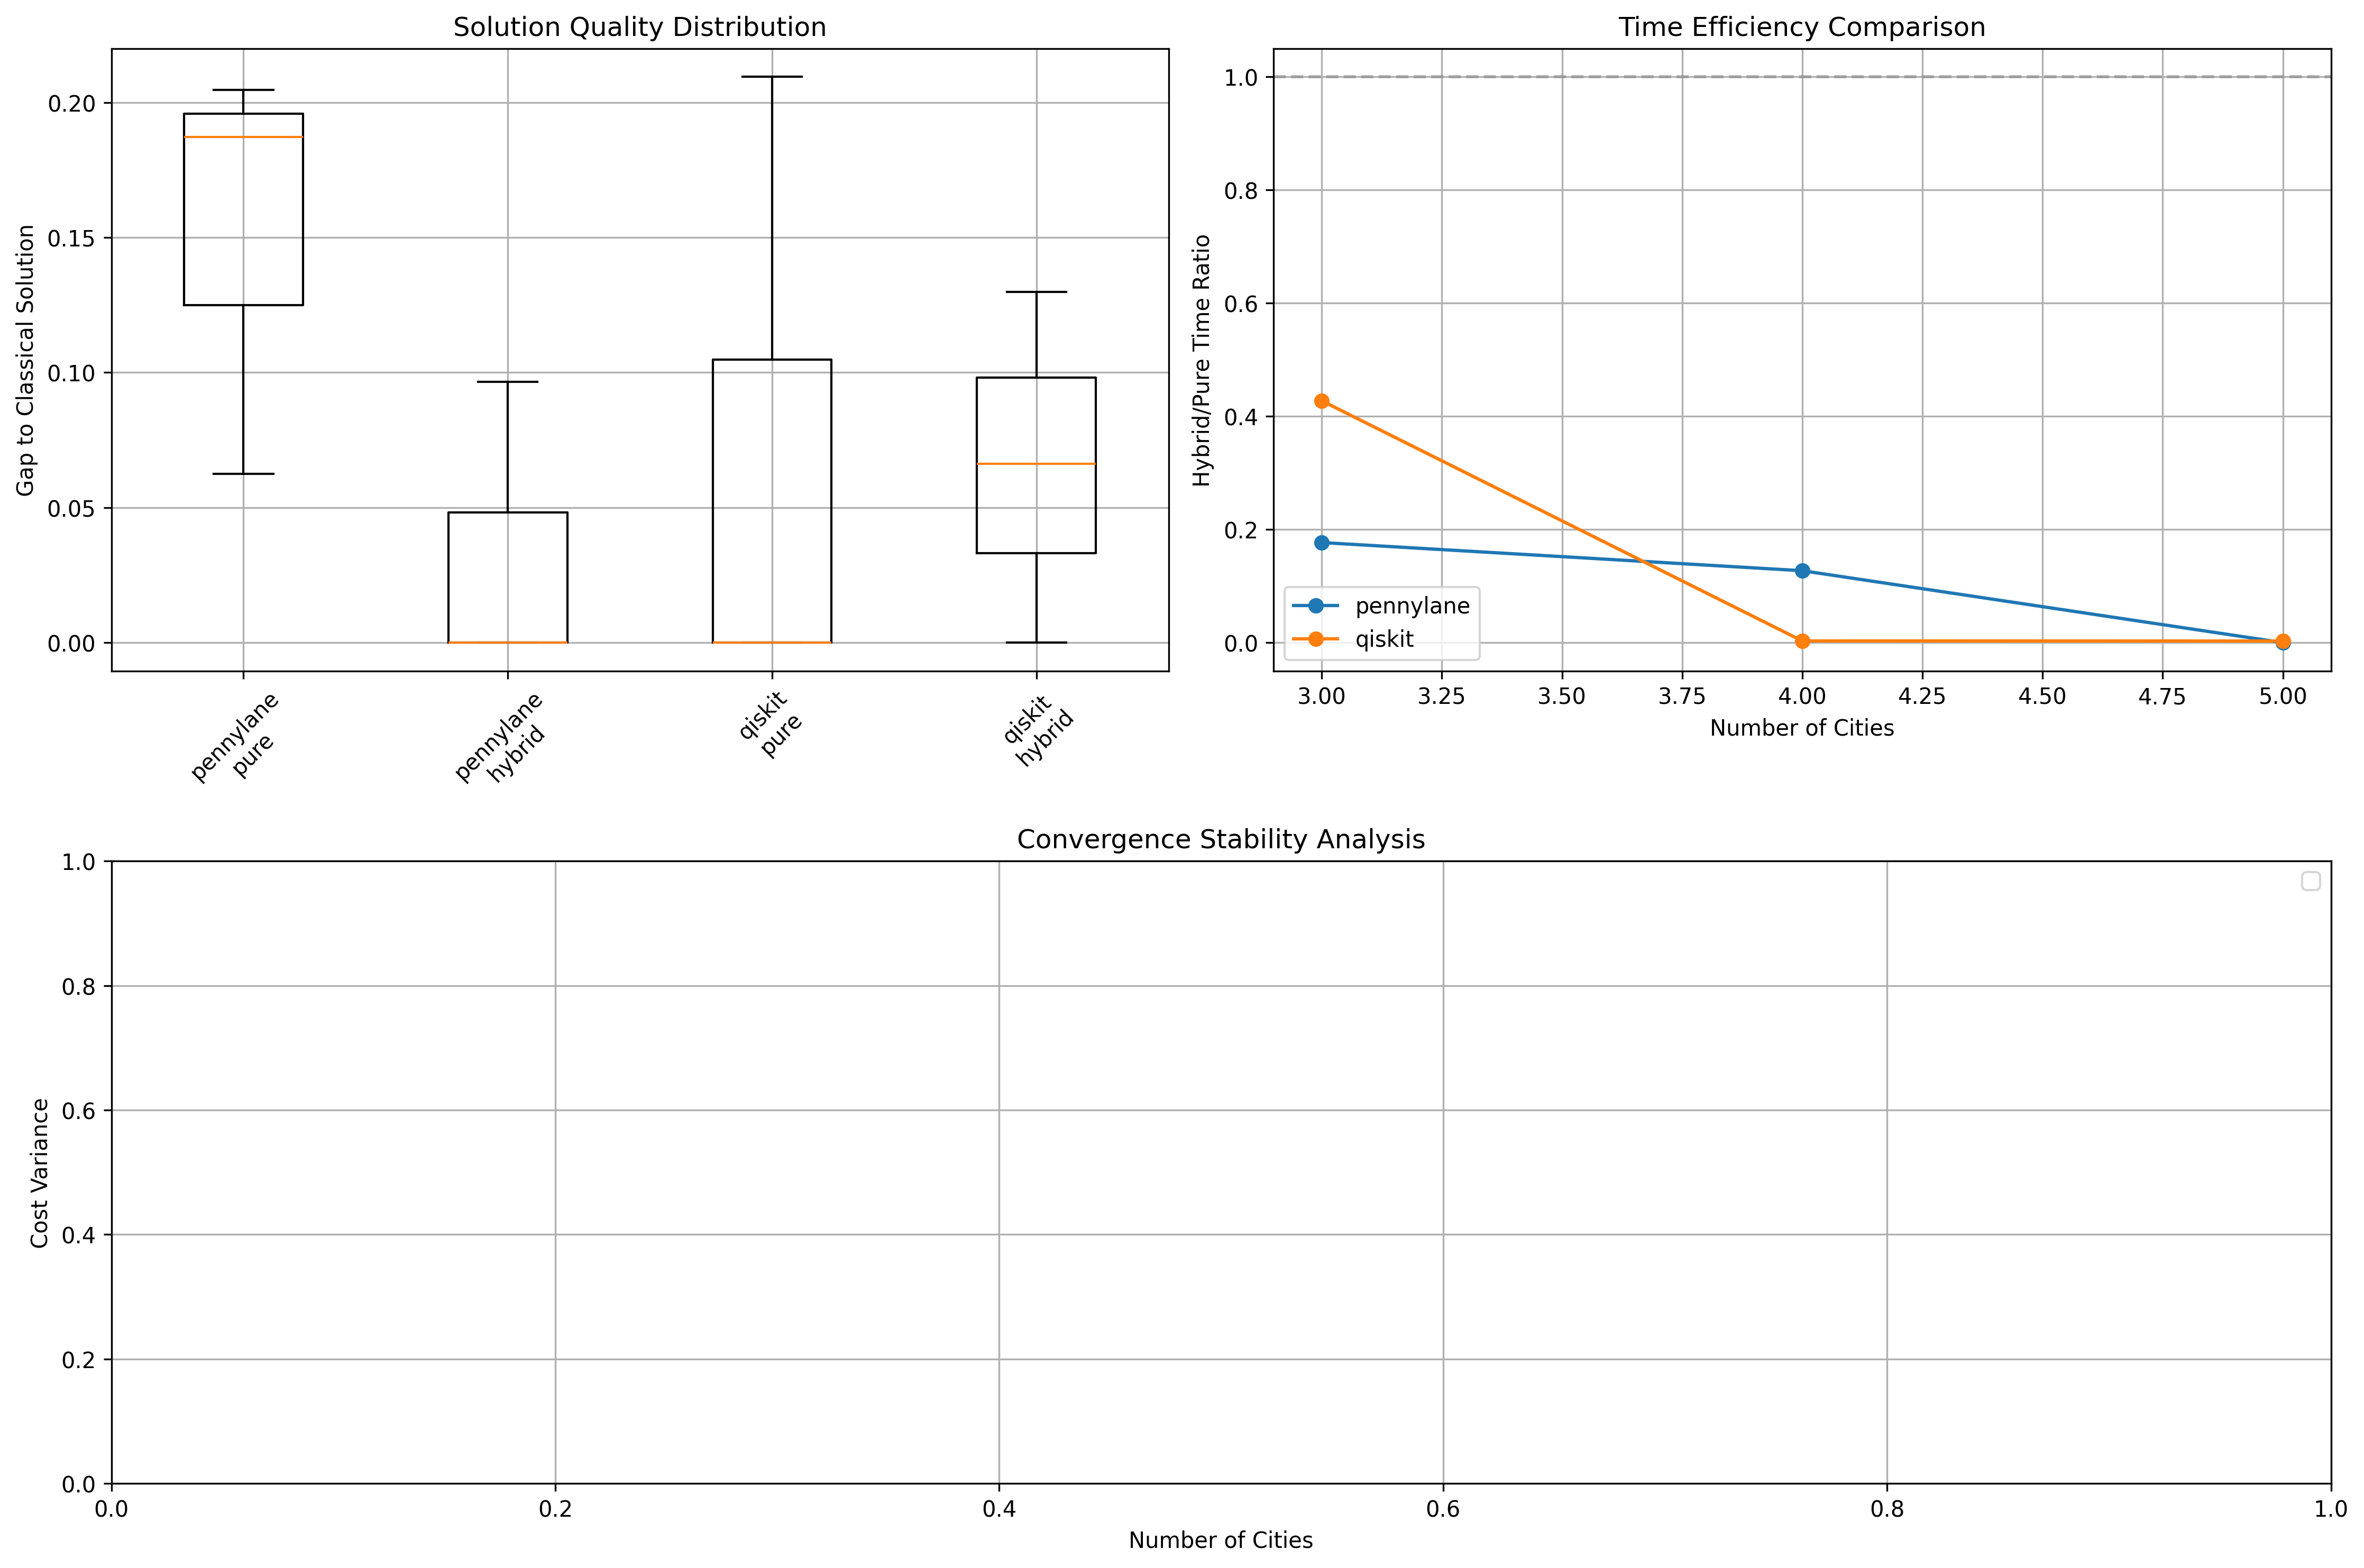 Solution Quality Distribution
Gap to Classical Solution
0.20
0.15
0.10
0.05
0.00
pennylane
pure
pennylane
hybrid
qiskit
pure
qiskit
hybrid
Time Efficiency Comparison
Hybrid/Pure Time Ratio
1.0
0.8
0.6
0.4
0.2
0.0
pennylane
qiskit
3.00 3.25 3.50 3.75 4.00 4.25 4.50 4.75 5.00
Number of Cities
Convergence Stability Analysis
Cost Variance
1.0
0.8
0.6
0.4
0.2
0.0
0.0 0.2 0.4 0.6 0.8 1.0
Number of Cities